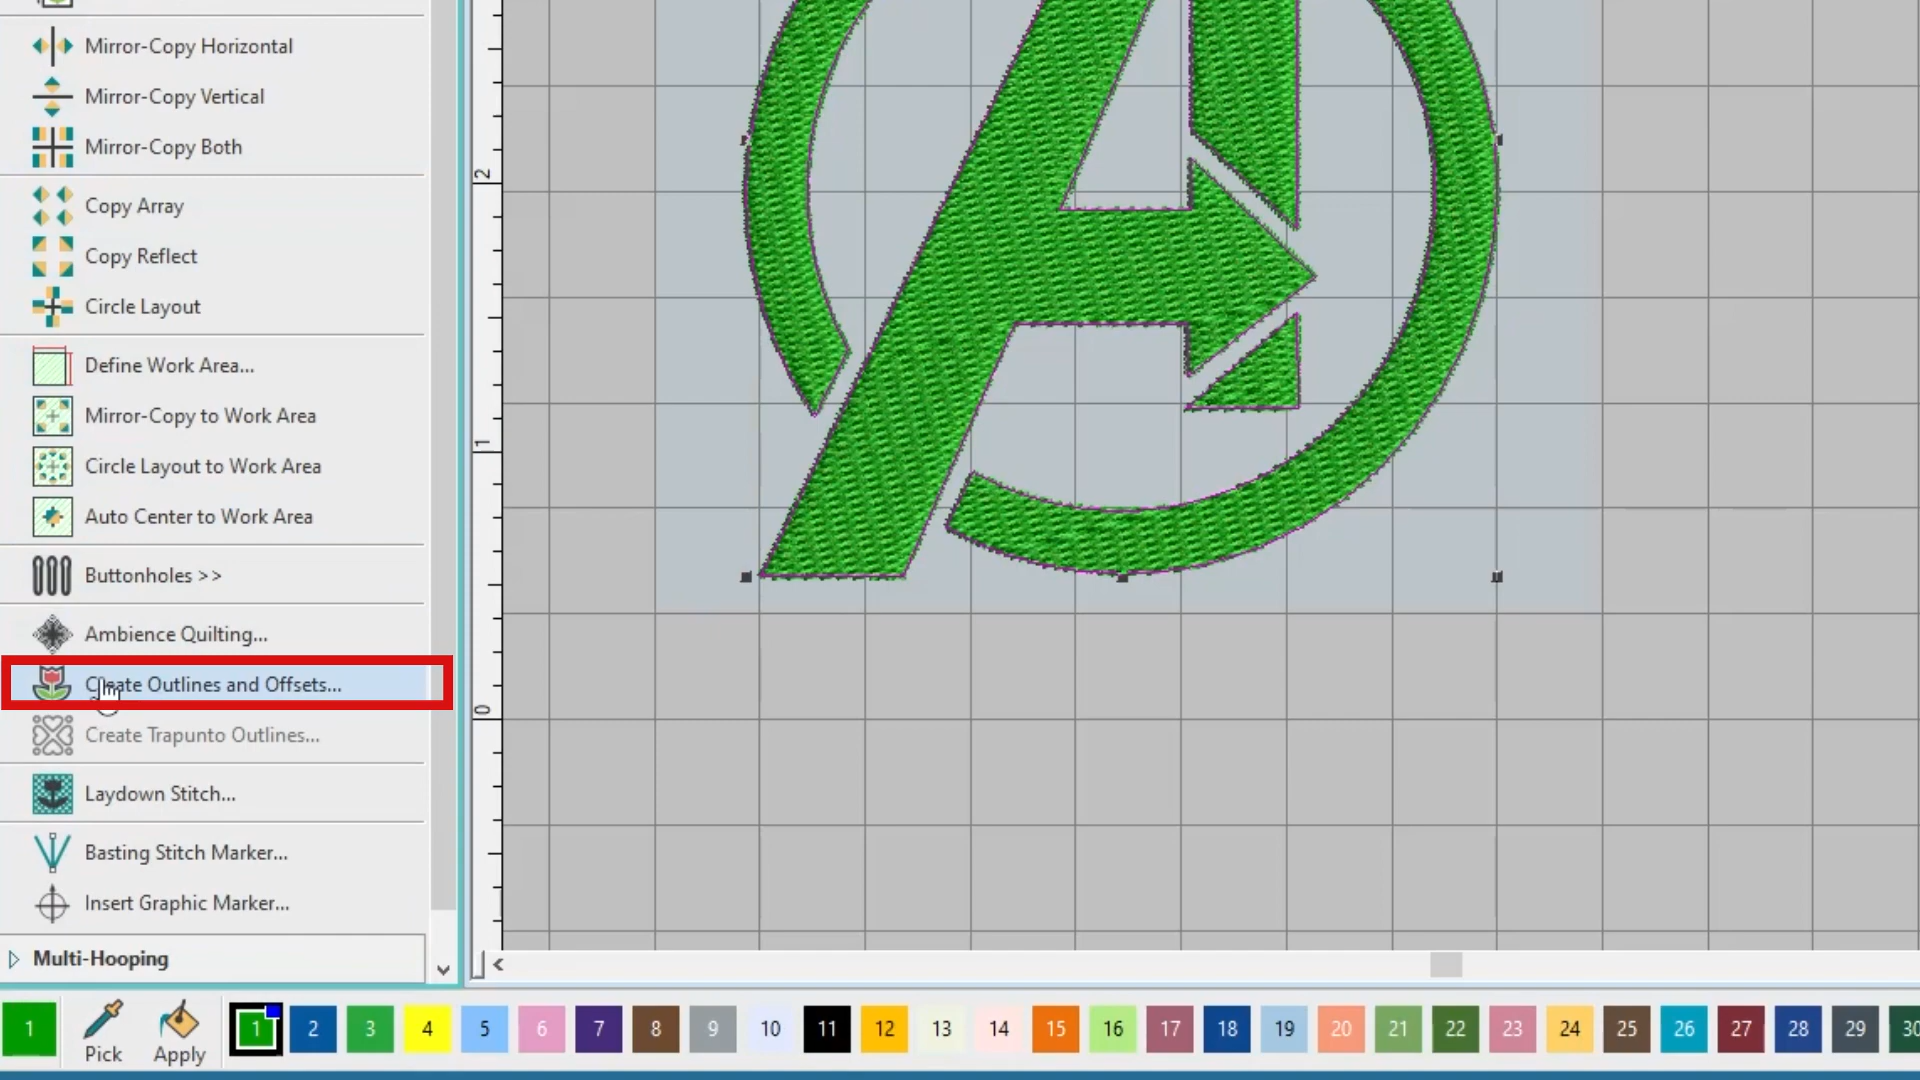 Mirror-Copy Horizontal
Mirror-Copy Vertical
Mirror-Copy Both
Copy Array
Copy Reflect
Circle Layout
Define Work Area...
Mirror-Copy to Work Area
Circle Layout to Work Area
Auto Center to Work Area
Buttonholes >>
Ambience Quilting...
Create Outlines and Offsets...
Create Trapunto Outlines...
Laydown Stitch...
Basting Stitch Marker...
Insert Graphic Marker...
Multi-Hooping
2
1
0
1 Pick Apply 1 2 3 4 5 6 7 8 9 10 11 12 13 14 15 16 17 18 19 20 21 22 23 24 25 26 27 28 29 30